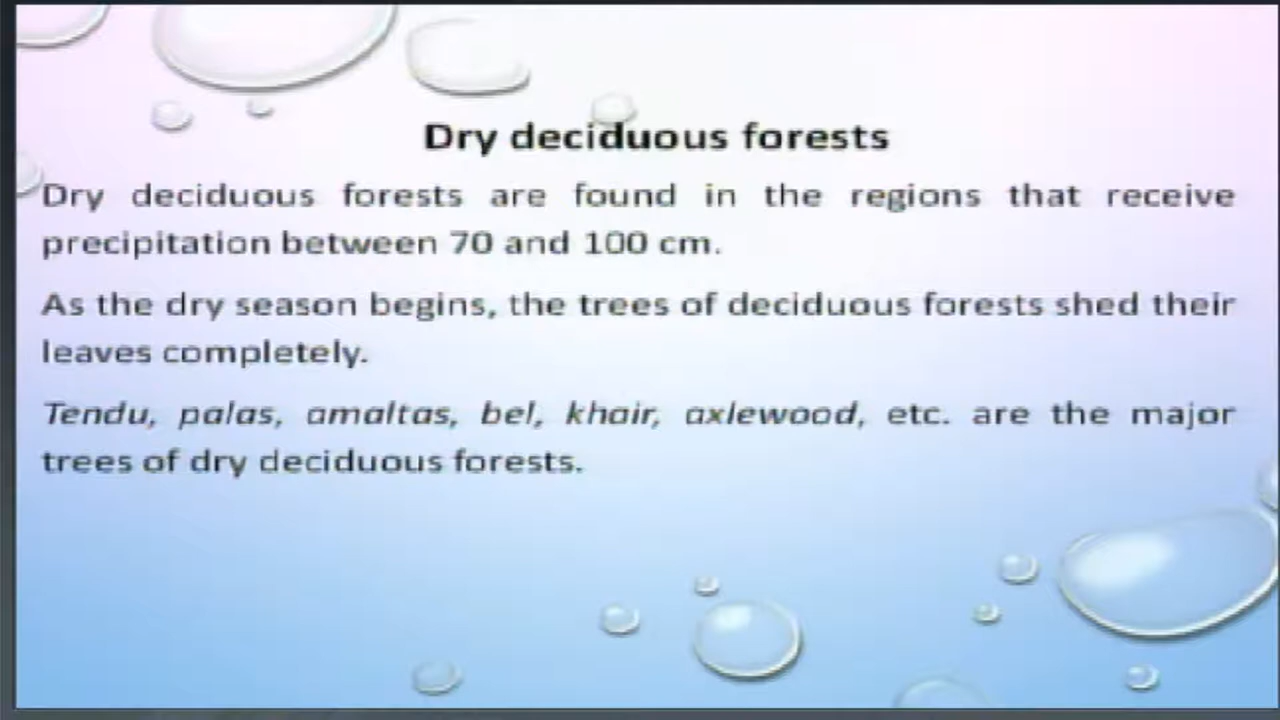 Dry deciduous forests
Dry deciduous forests are found in the regions that receive
precipitation between 70 and 100 cm.
As the dry season begins, the trees of deciduous forests shed their
leaves completely.
Tendu, palas, amaltas, bel, khair, axlewood, etc. are the major
trees of dry deciduous forests.